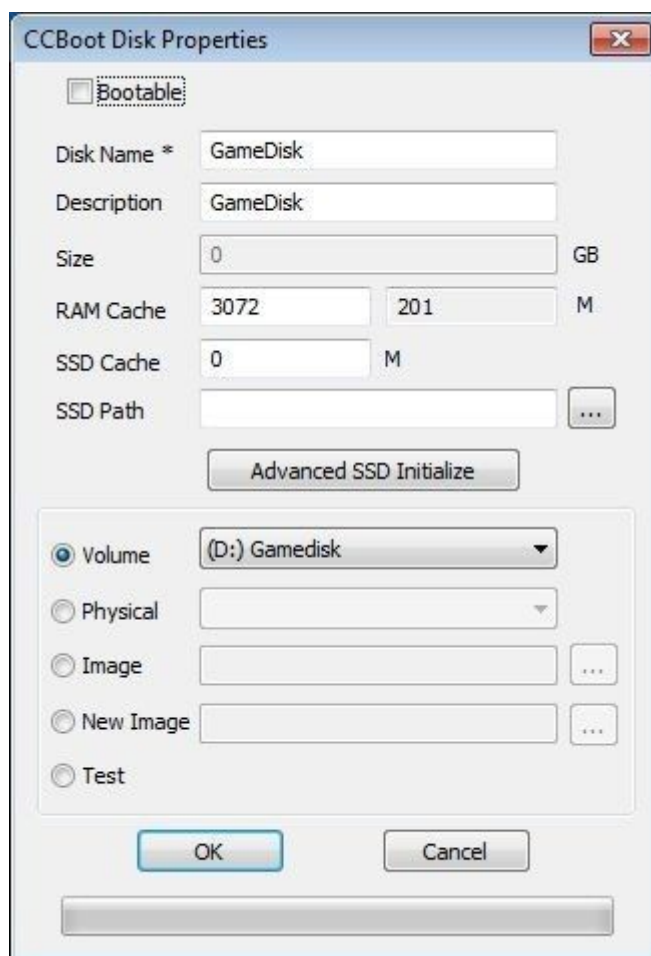 CCBoot Disk Properties
Bootable
Disk Name * GameDisk
Description GameDisk
Size 0 GB
RAM Cache 3072 201 M
SSD Cache 0 M
SSD Path ...
Advanced SSD Initialize
Volume (D:) Gamedisk
Physical
Image ...
New Image ...
Test
OK Cancel